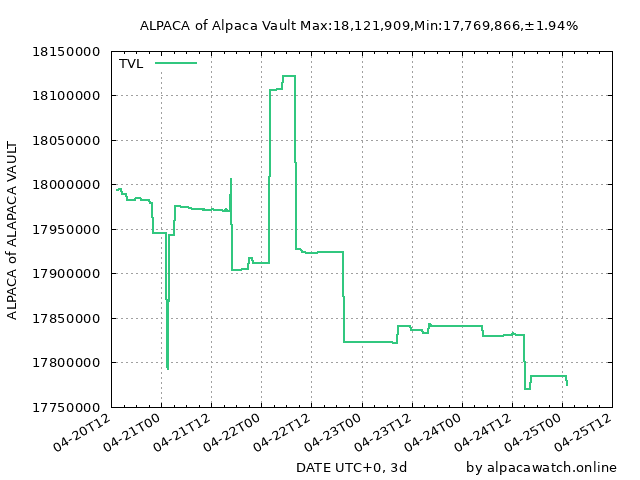 ALPACA of Alpaca Vault Max:18,121,909,Min:17,769,866,±1.94%
TVL
ALPACA of ALAPACA VAULT
18150000
18100000
18050000
18000000
17950000
17900000
17850000
17800000
17750000
04-20T12
04-21T00
04-21T12
04-22T00
04-22T12
04-23T00
04-23T12
04-24T00
04-24T12
04-25T00
04-25T12
DATE UTC+0, 3d
by alpacawatch.online